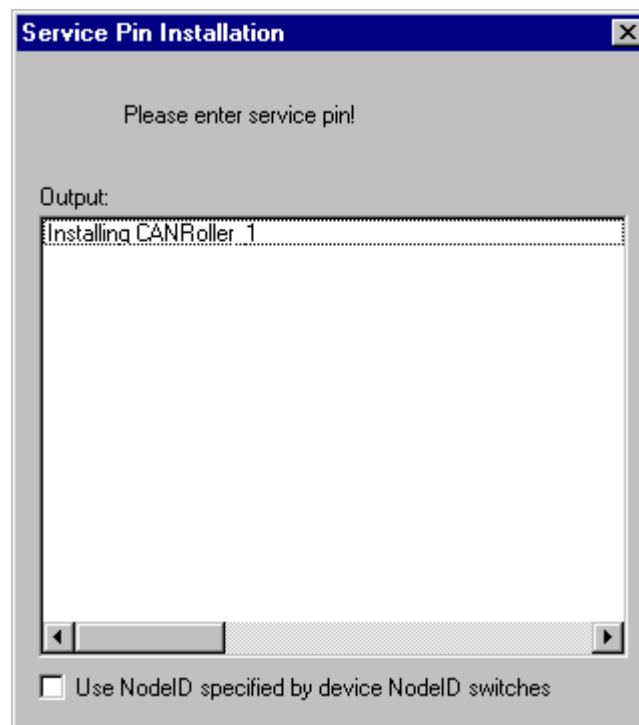 Service Pin Installation
Please enter service pin!
Output:
Installing CANRoller_1
Use NodeID specified by device NodeID switches